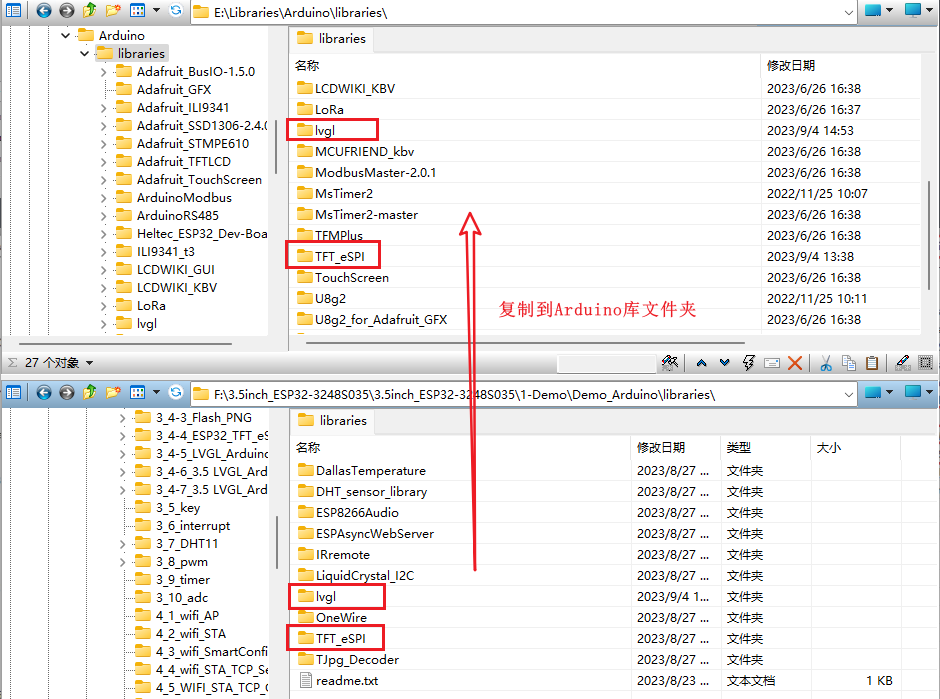 E:\Libraries\Arduino\libraries\
Arduino
libraries
Adafruit_BusIO-1.5.0
Adafruit_GFX
Adafruit_ILI9341
Adafruit_SSD1306-2.4.0
Adafruit_STMPE610
Adafruit_TFTLCD
Adafruit_TouchScreen
ArduinoModbus
ArduinoRS485
Heltec_ESP32_Dev-Boa
ILI9341_t3
LCDWIKI_GUI
LCDWIKI_KBV
LoRa
lvgl
libraries
名称 修改日期
LCDWIKI_KBV 2023/6/26 16:38
LoRa 2023/6/26 16:37
lvgl 2023/9/4 14:53
MCUFRIEND_kbv 2023/6/26 16:38
ModbusMaster-2.0.1 2023/6/26 16:38
MsTimer2 2022/11/25 10:07
MsTimer2-master 2023/6/26 16:38
TFMPlus 2023/6/26 16:38
TFT_eSPI 2023/9/4 13:38
TouchScreen 2023/6/26 16:38
U8g2 2022/11/25 10:11
U8g2_for_Adafruit_GFX 2023/6/26 16:38
复制到Arduino库文件夹
Σ 27 个对象
F:\3.5inch_ESP32-3248S035\3.5inch_ESP32-3248S035\1-Demo\Demo_Arduino\libraries\
3_4-3_Flash_PNG
3_4-4_ESP32_TFT_eS
3_4-5_LVGL_Arduino
3_4-6_3.5 LVGL_Ard
3_4-7_3.5 LVGL_Ard
3_5_key
3_6_interrupt
3_7_DHT11
3_8_pwm
3_9_timer
3_10_adc
4_1_wifi_AP
4_2_wifi_STA
4_3_wifi_SmartConfi
4_4_wifi_STA_TCP_Se
4_5_WIFI_STA_TCP_C
libraries
名称 修改日期 类型 大小
DallasTemperature 2023/8/27 ... 文件夹
DHT_sensor_library 2023/8/27 ... 文件夹
ESP8266Audio 2023/8/27 ... 文件夹
ESPAsyncWebServer 2023/8/27 ... 文件夹
IRremote 2023/8/27 ... 文件夹
LiquidCrystal_I2C 2023/8/27 ... 文件夹
lvgl 2023/9/4 1... 文件夹
OneWire 2023/8/27 ... 文件夹
TFT_eSPI 2023/8/27 ... 文件夹
TJpg_Decoder 2023/8/27 ... 文件夹
readme.txt 2023/8/23 ... 文本文档 1 KB